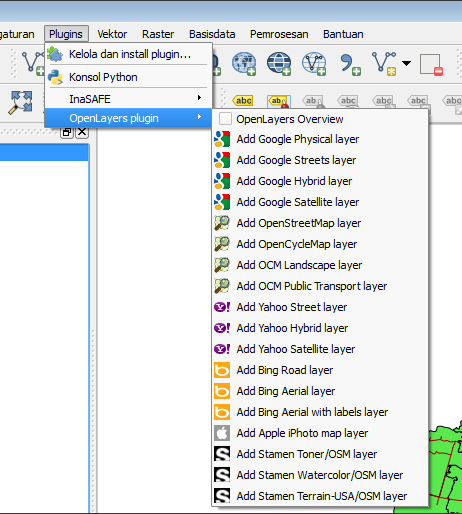 gaturan Plugins Vektor Raster Basisdata Pemrosesan Bantuan
Kelola dan install plugin...
Konsol Python
InaSAFE
OpenLayers plugin
abc abc abc abc abc
OpenLayers Overview
Add Google Physical layer
Add Google Streets layer
Add Google Hybrid layer
Add Google Satellite layer
Add OpenStreetMap layer
Add OpenCycleMap layer
Add OCM Landscape layer
Add OCM Public Transport layer
Y! Add Yahoo Street layer
Y! Add Yahoo Hybrid layer
Y! Add Yahoo Satellite layer
b Add Bing Road layer
b Add Bing Aerial layer
b Add Bing Aerial with labels layer
Add Apple iPhoto map layer
S Add Stamen Toner/OSM layer
S Add Stamen Watercolor/OSM layer
S Add Stamen Terrain-USA/OSM layer